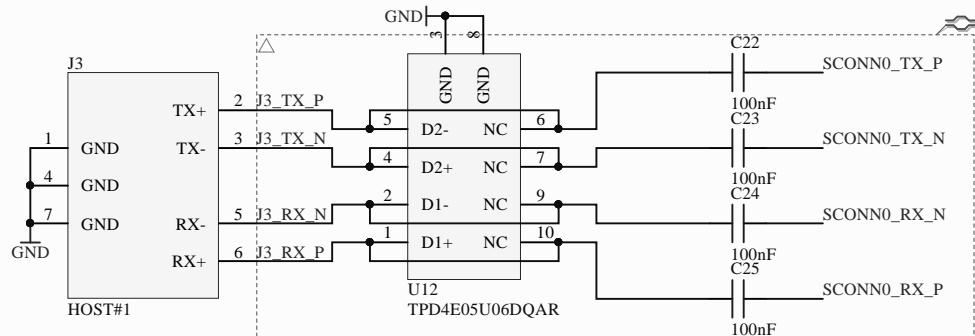 GND
3
8
C22
SCONN0_TX_P
J3
GND
GND
100nF
2
J3_TX_P
TX+
5
D2-
NC
6
C23
1
GND
TX-
3
J3_TX_N
4
D2+
NC
7
SCONN0_TX_N
100nF
4
GND
2
D1-
NC
9
C24
7
GND
RX-
5
J3_RX_N
SCONN0_RX_N
1
D1+
NC
10
100nF
GND
RX+
6
J3_RX_P
C25
U12
SCONN0_RX_P
HOST#1
TPD4E05U06DQAR
100nF